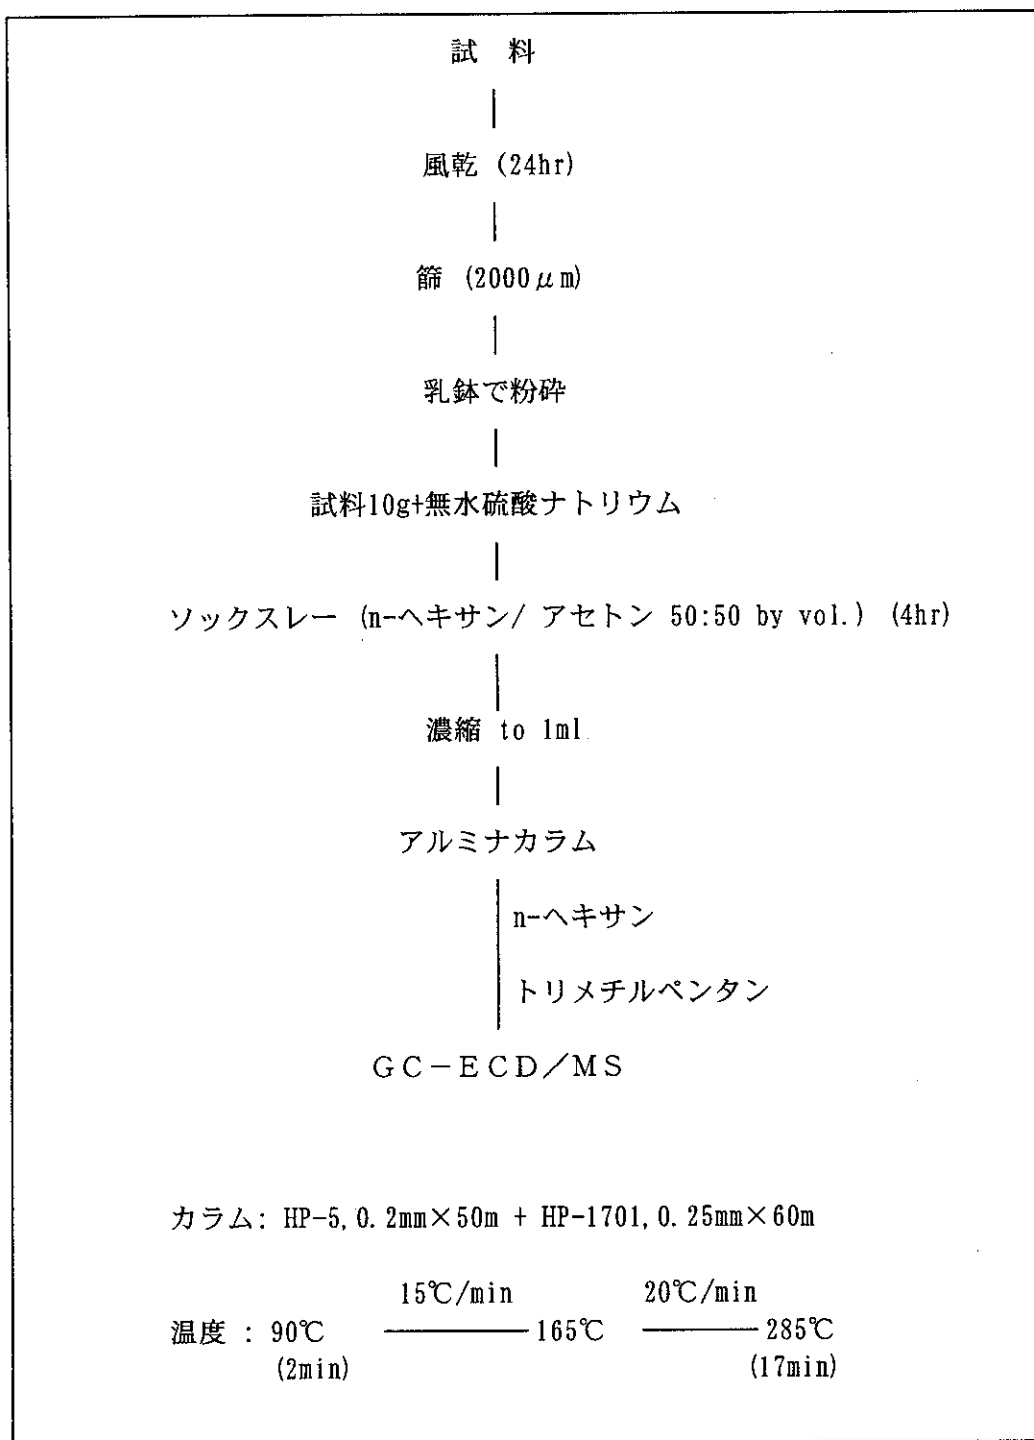 試 料
風乾 (24hr)
篩 (2000μm)
乳鉢で粉砕
試料10g+無水硫酸ナトリウム
ソックスレー (n-ヘキサン/ アセトン 50:50 by vol.) (4hr)
濃縮 to 1ml
アルミナカラム
n-ヘキサン
トリメチルペンタン
GC-ECD/MS
カラム: HP-5, 0.2mm×50m + HP-1701, 0.25mm×60m
15℃/min 20℃/min
温度 : 90℃ 165℃ 285℃
(2min) (17min)